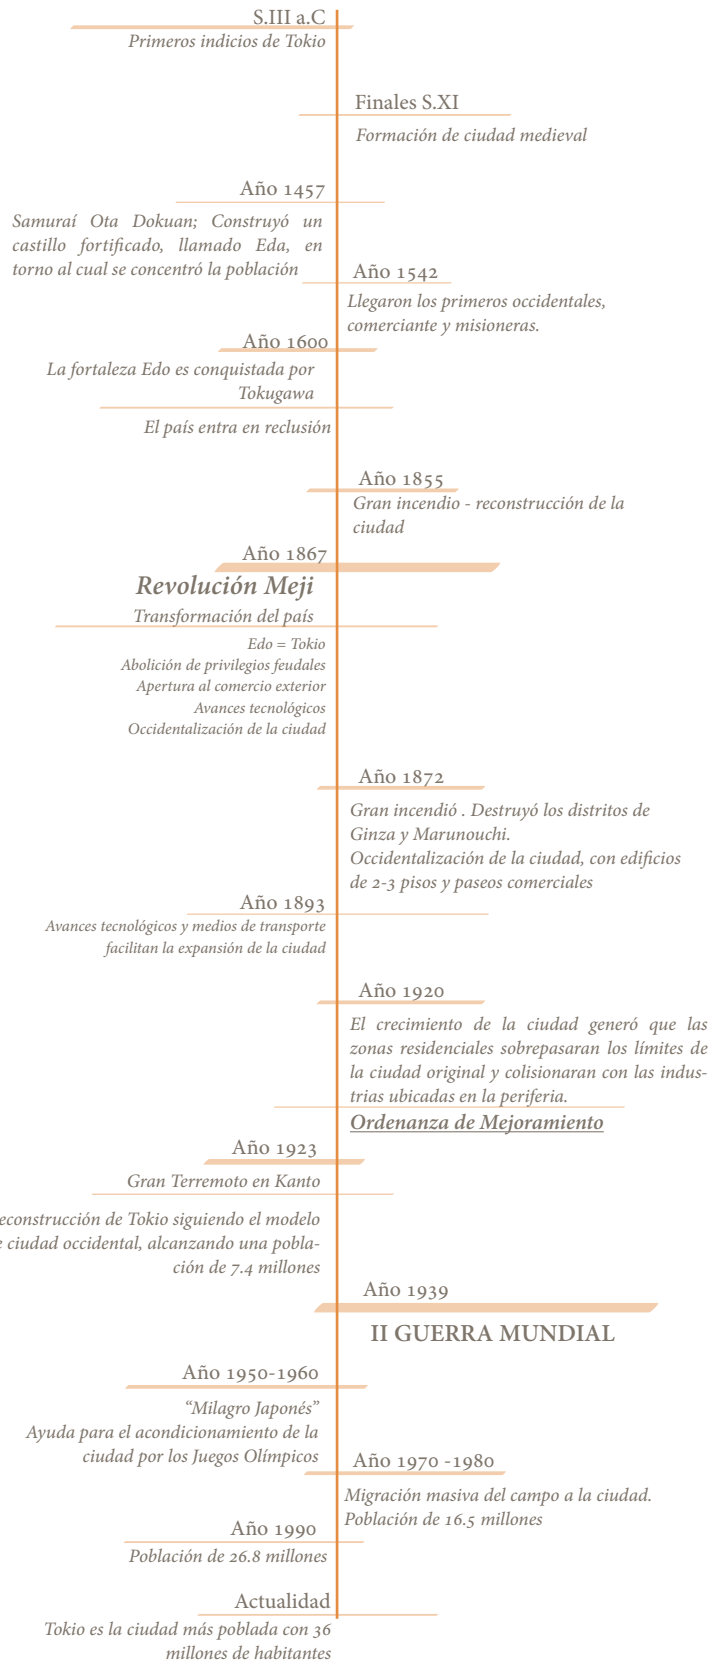 S.III a.C
Primeros indicios de Tokio
Finales S.XI
Formación de ciudad medieval
Año 1457
Samuraí Ota Dokuan; Construyó un
castillo fortificado, llamado Eda, en
torno al cual se concentró la población
Año 1542
Llegaron los primeros occidentales,
comerciante y misioneras.
Año 1600
La fortaleza Edo es conquistada por
Tokugawa
El país entra en reclusión
Año 1855
Gran incendio - reconstrucción de la
ciudad
Año 1867
Revolución Meji
Transformación del país
Edo = Tokio
Abolición de privilegios feudales
Apertura al comercio exterior
Avances tecnológicos
Occidentalización de la ciudad
Año 1872
Gran incendió . Destruyó los distritos de
Ginza y Marunouchi.
Occidentalización de la ciudad, con edificios
de 2-3 pisos y paseos comerciales
Año 1893
Avances tecnológicos y medios de transporte
facilitan la expansión de la ciudad
Año 1920
El crecimiento de la ciudad generó que las
zonas residenciales sobrepasaran los límites de
la ciudad original y colisionaran con las indus-
trias ubicadas en la periferia.
Ordenanza de Mejoramiento
Año 1923
Gran Terremoto en Kanto
econstrucción de Tokio siguiendo el modelo
e ciudad occidental, alcanzando una pobla-
ción de 7.4 millones
Año 1939
II GUERRA MUNDIAL
Año 1950-1960
“Milagro Japonés”
Ayuda para el acondicionamiento de la
ciudad por los Juegos Olímpicos
Año 1970 -1980
Migración masiva del campo a la ciudad.
Población de 16.5 millones
Año 1990
Población de 26.8 millones
Actualidad
Tokio es la ciudad más poblada con 36
millones de habitantes